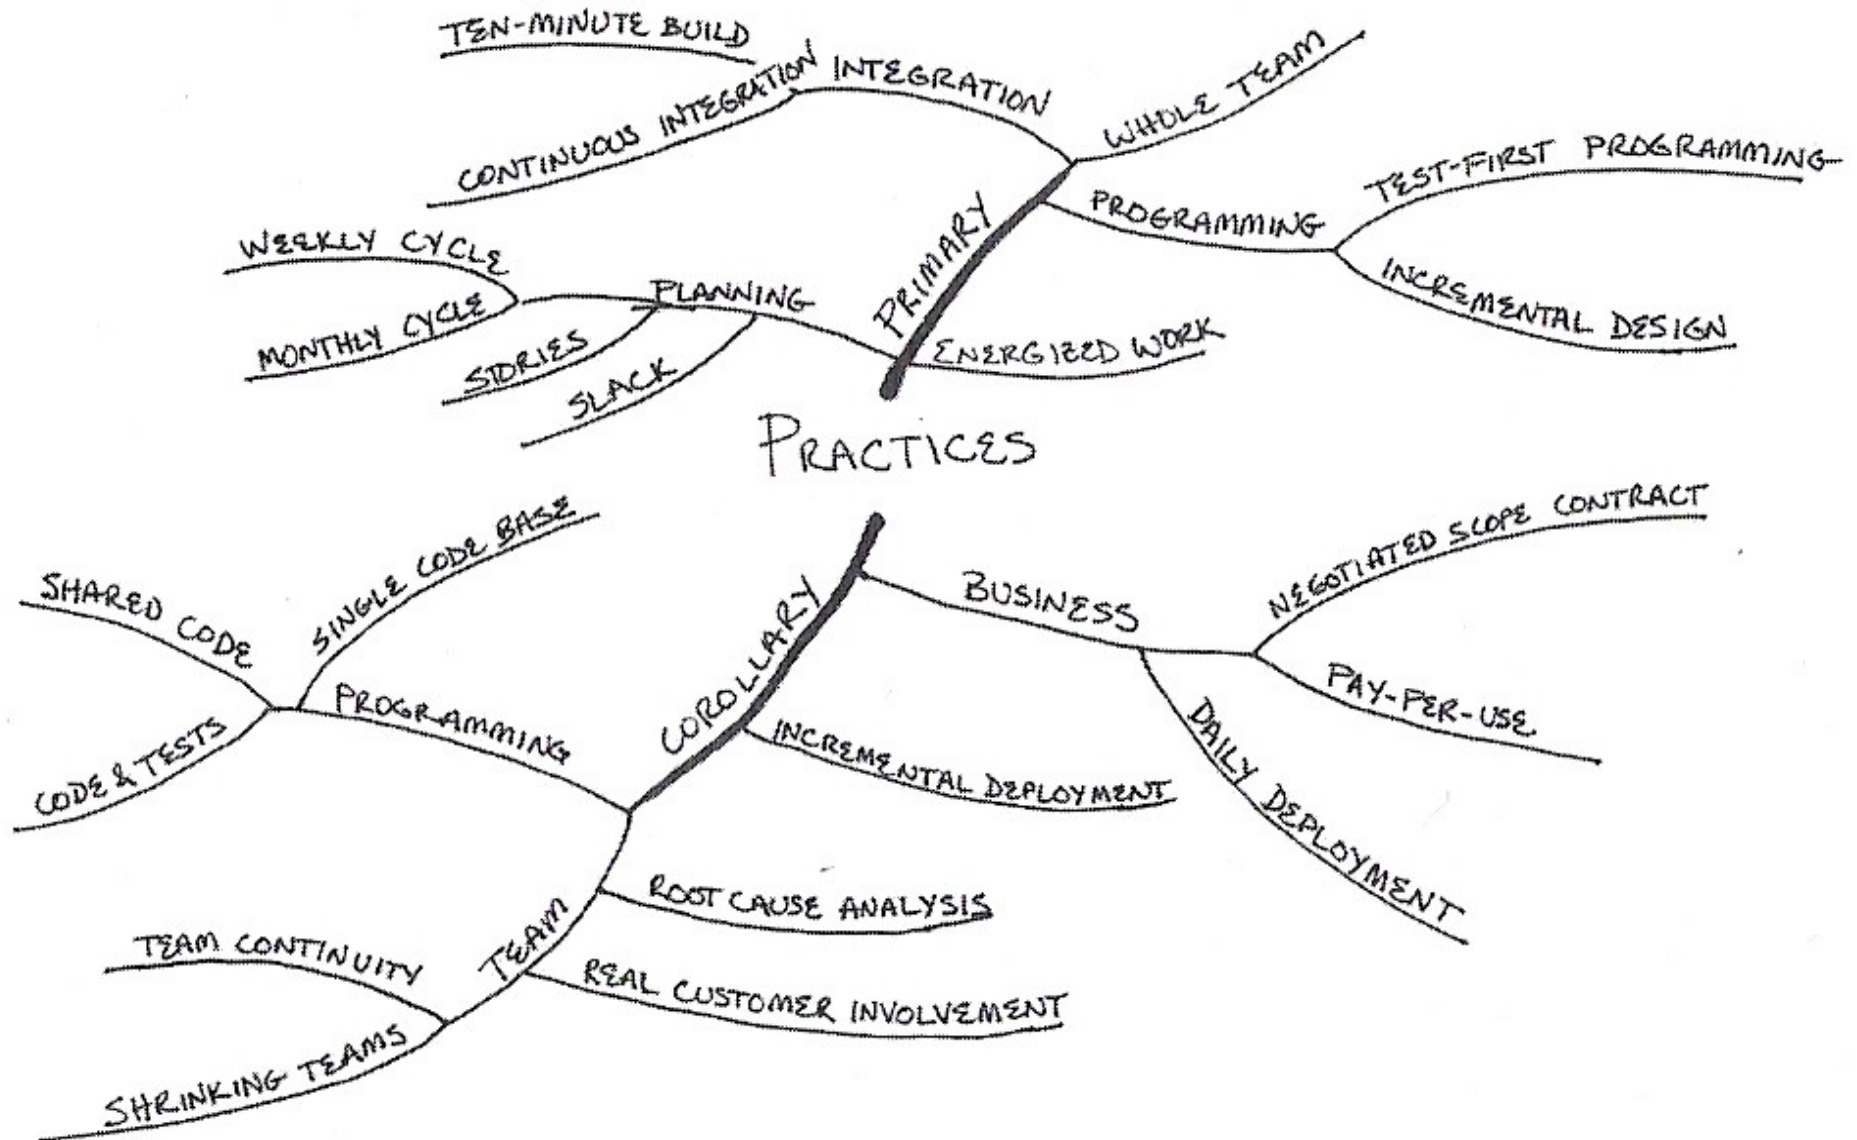 TEN-MINUTE BUILD
CONTINUOUS INTEGRATION
INTEGRATION
WHOLE TEAM
TEST-FIRST PROGRAMMING
PROGRAMMING
INCREMENTAL DESIGN
PRIMARY
WEEKLY CYCLE
MONTHLY CYCLE
PLANNING
STORIES
SLACK
ENERGIZED WORK
PRACTICES
NEGOTIATED SCOPE CONTRACT
BUSINESS
PAY-PER-USE
DAILY DEPLOYMENT
COROLLARY
INCREMENTAL DEPLOYMENT
SINGLE CODE BASE
SHARED CODE
PROGRAMMING
CODE & TESTS
ROOT CAUSE ANALYSIS
TEAM
REAL CUSTOMER INVOLVEMENT
TEAM CONTINUITY
SHRINKING TEAMS